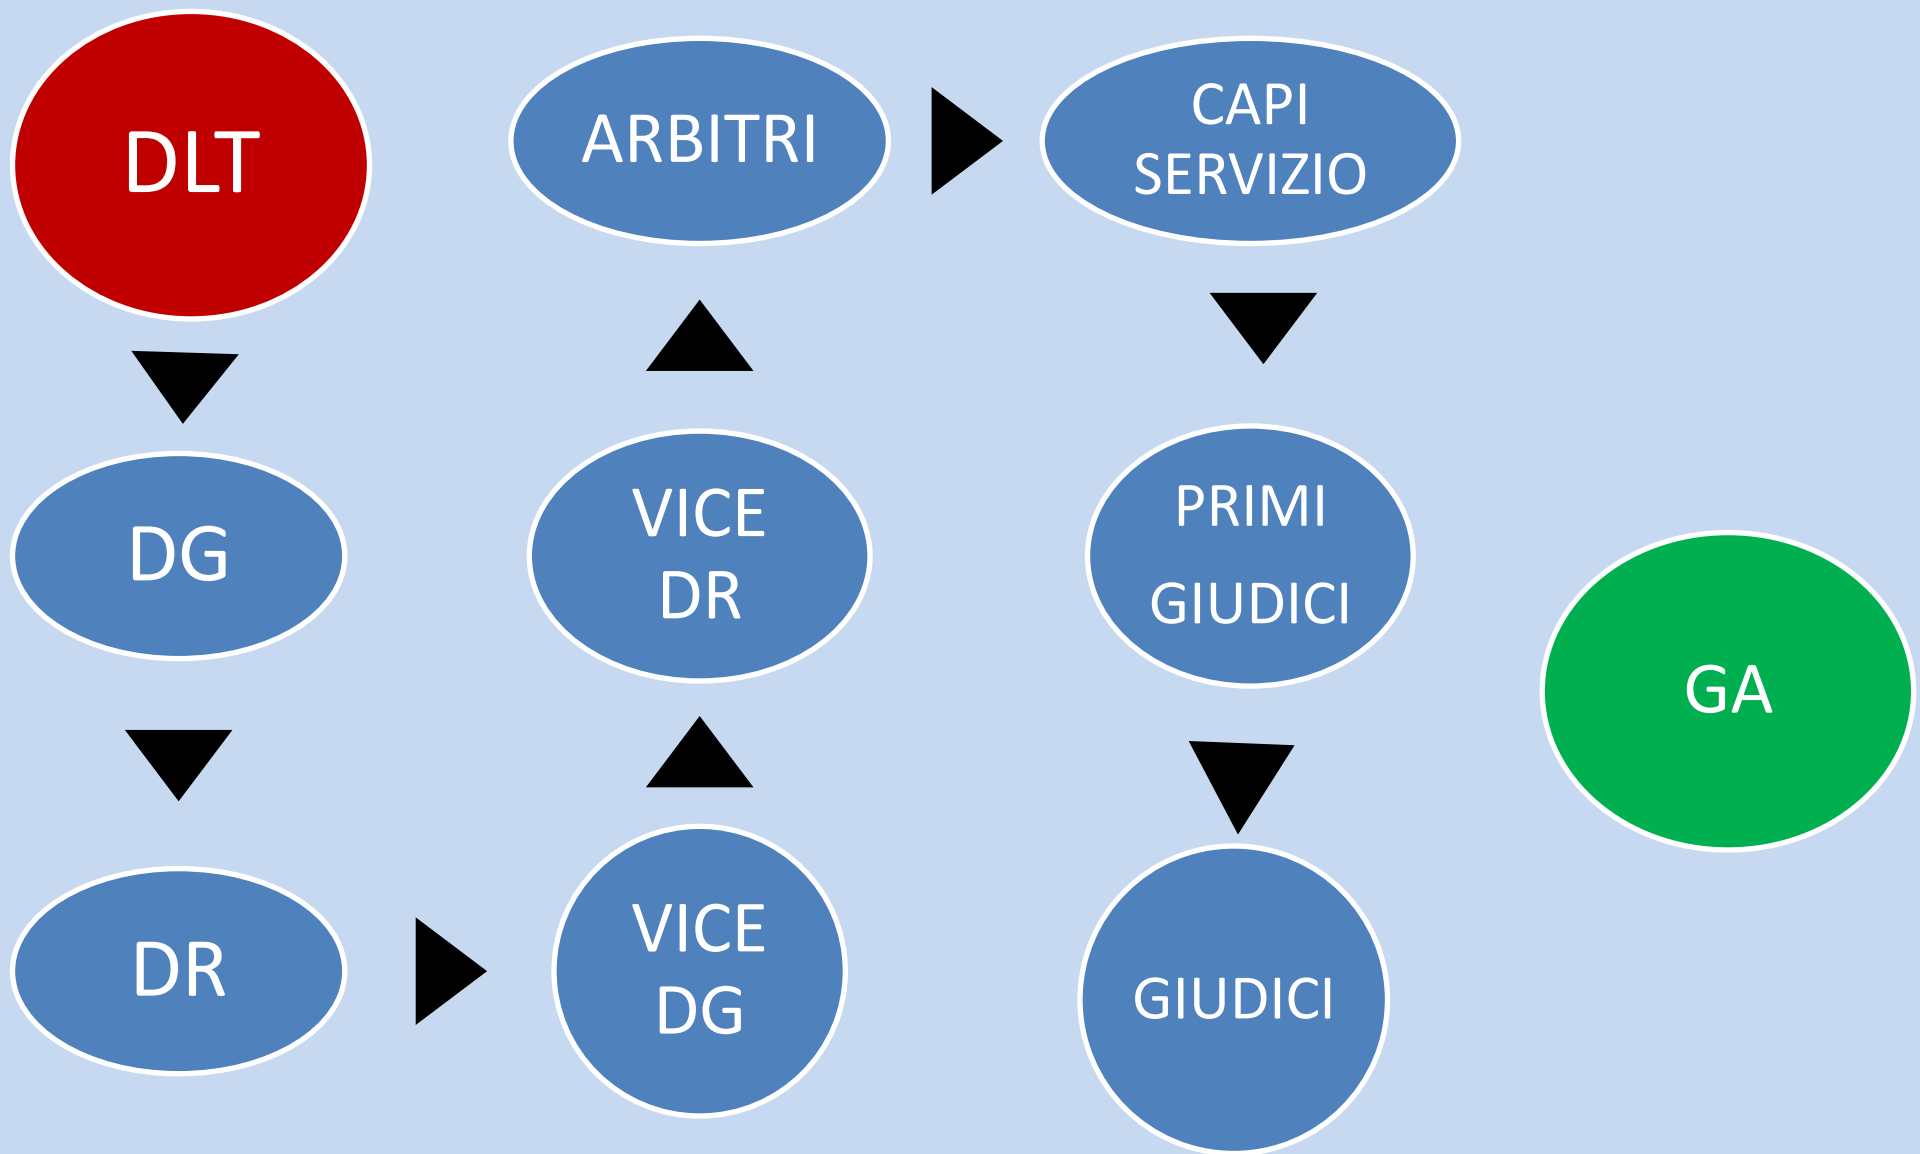 DLT
DG
DR
VICE
DG
VICE
DR
ARBITRI
CAPI
SERVIZIO
PRIMI
GIUDICI
GIUDICI
GA